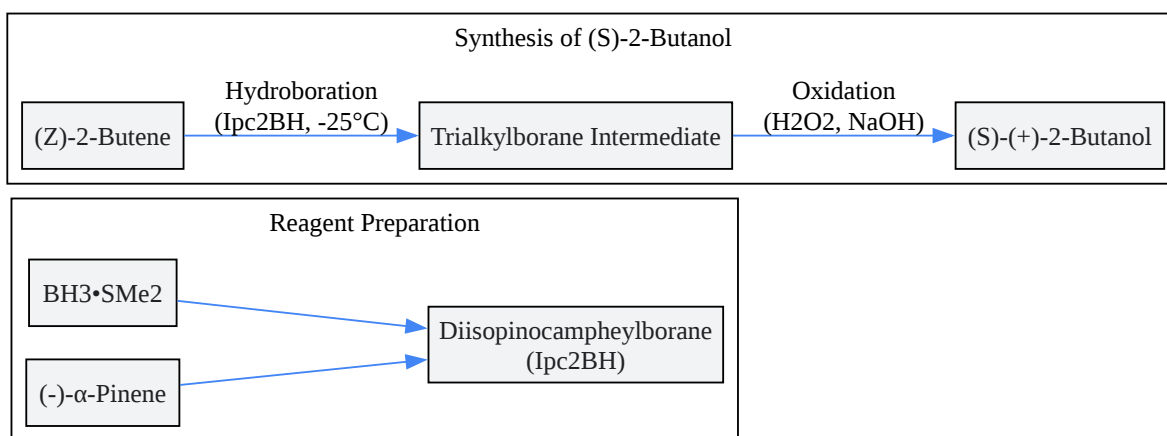 Synthesis of (S)-2-Butanol
(Z)-2-Butene
Hydroboration
(Ipc2BH, -25°C)
Trialkylborane Intermediate
Oxidation
(H2O2, NaOH)
(S)-(+)-2-Butanol
Reagent Preparation
BH3•SMe2
(-)-α-Pinene
Diisopinocampheylborane
(Ipc2BH)